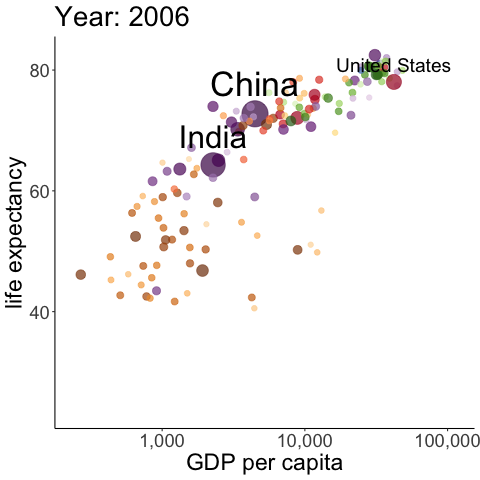 Year: 2006
80
60
40
life expectancy
United States
China
India
1,000
10,000
100,000
GDP per capita